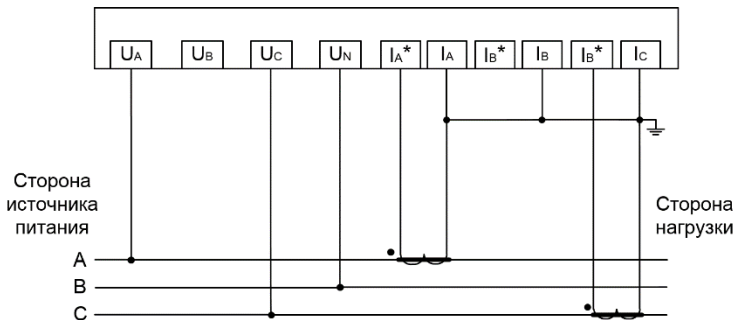 UA UB UC UN IA* IA IB* IB IB* IC
Сторона
источника
питания
Сторона
нагрузки
A
B
C